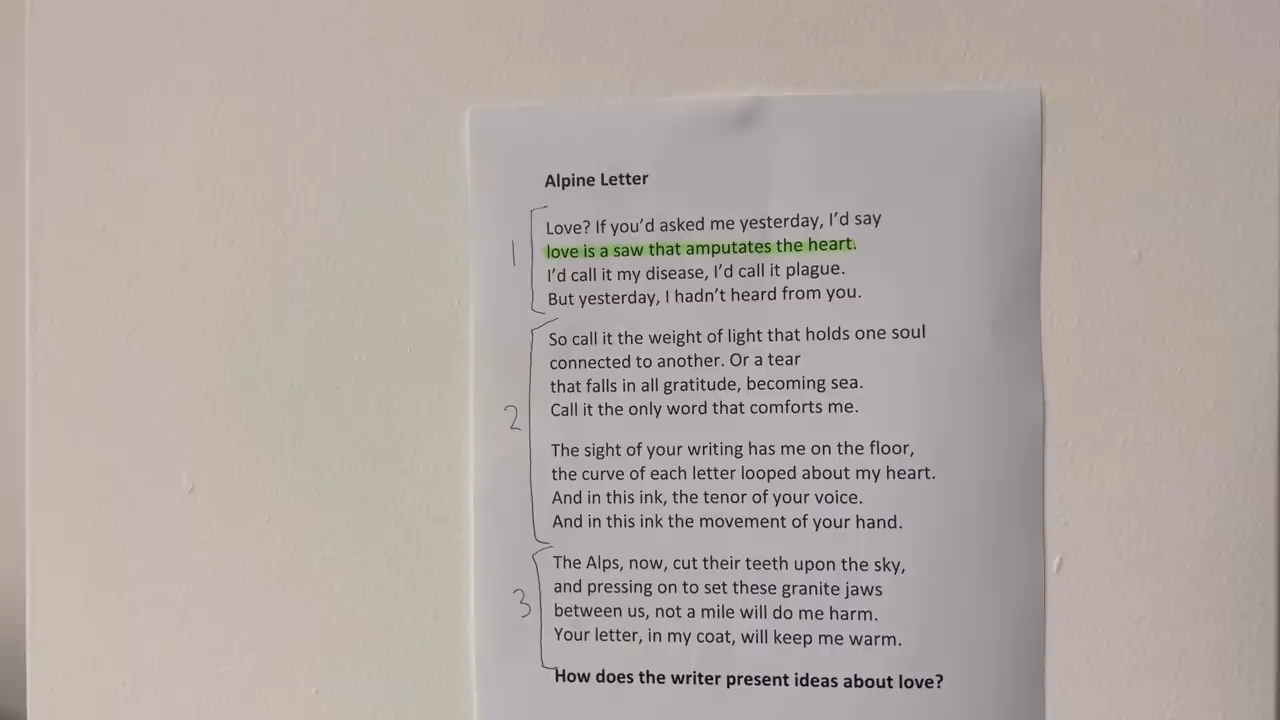 Alpine Letter
1
Love? If you'd asked me yesterday, I'd say
love is a saw that amputates the heart.
I'd call it my disease, I'd call it plague.
But yesterday, I hadn't heard from you.
2
So call it the weight of light that holds one soul
connected to another. Or a tear
that falls in all gratitude, becoming sea.
Call it the only word that comforts me.
The sight of your writing has me on the floor,
the curve of each letter looped about my heart.
And in this ink, the tenor of your voice.
And in this ink the movement of your hand.
3
The Alps, now, cut their teeth upon the sky,
and pressing on to set these granite jaws
between us, not a mile will do me harm.
Your letter, in my coat, will keep me warm.
How does the writer present ideas about love?